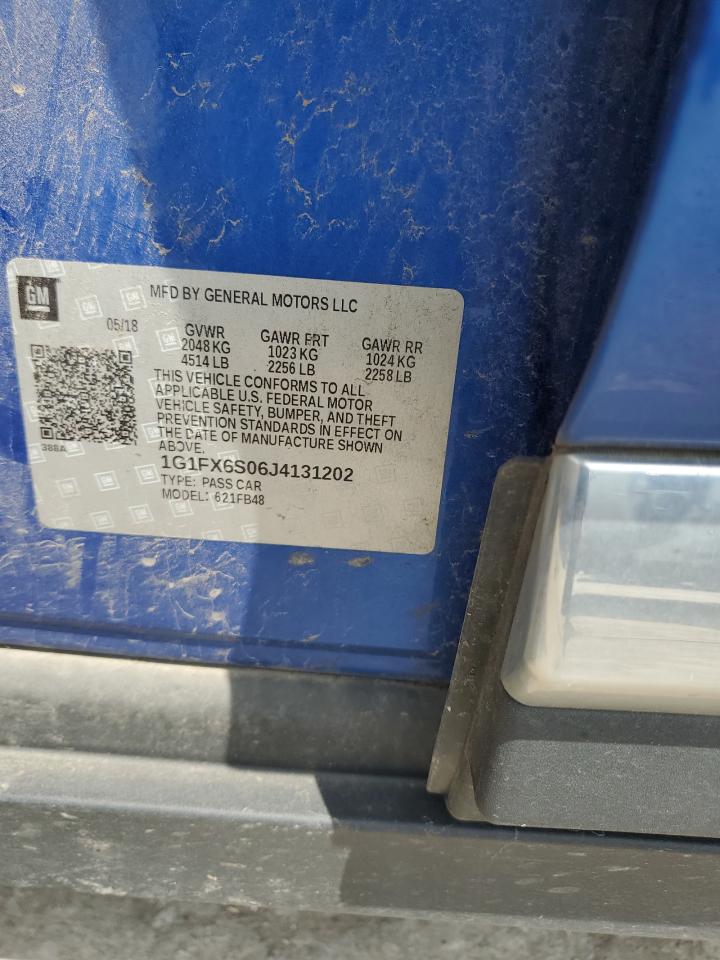 GM
MFD BY GENERAL MOTORS LLC
05/18
GVWR GAWR FRT GAWR RR
2048 KG 1023 KG 1024 KG
4514 LB 2256 LB 2258 LB
THIS VEHICLE CONFORMS TO ALL
APPLICABLE U.S. FEDERAL MOTOR
VEHICLE SAFETY, BUMPER, AND THEFT
PREVENTION STANDARDS IN EFFECT ON
THE DATE OF MANUFACTURE SHOWN
ABOVE.
388A
1G1FX6S06J4131202
TYPE: PASS CAR
MODEL: 621FB48